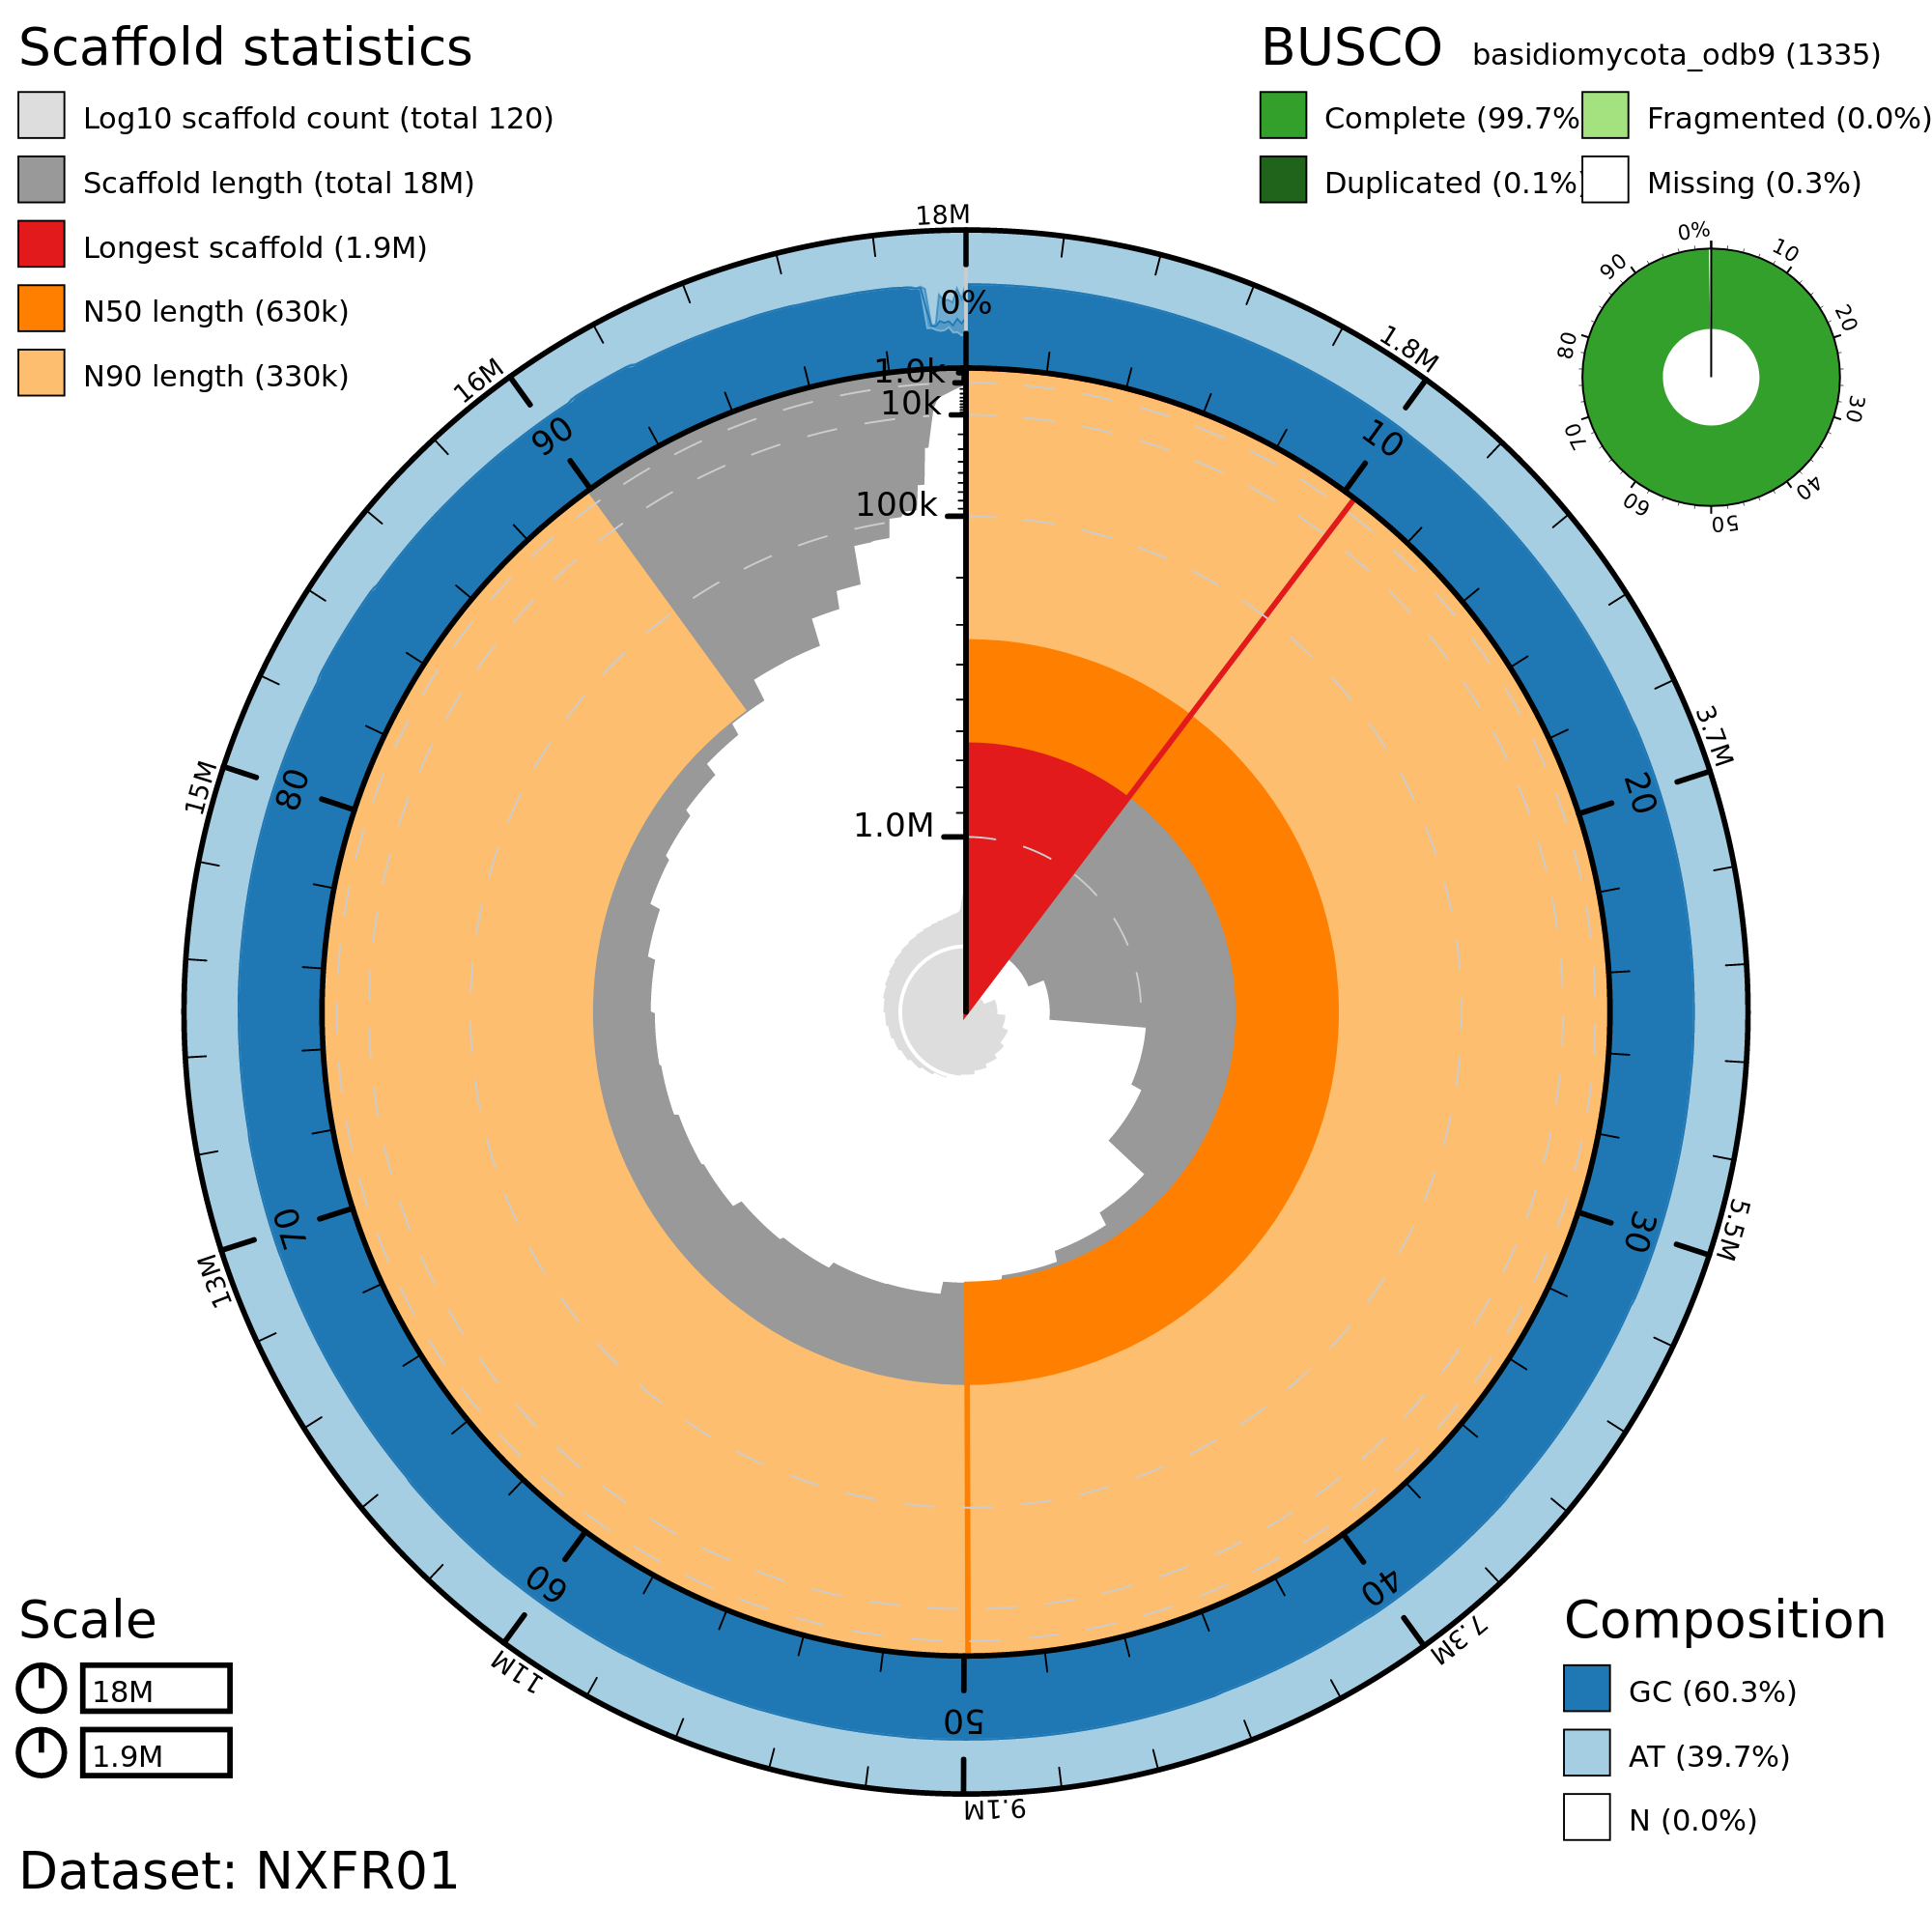 Scaffold statistics
Log10 scaffold count (total 120)
Scaffold length (total 18M)
Longest scaffold (1.9M)
N50 length (630k)
N90 length (330k)
BUSCO basidiomycota_odb9 (1335)
Complete (99.7% Fragmented (0.0%)
Duplicated (0.1% Missing (0.3%)
0%
10
20
30
40
50
60
70
80
90
18M
1.8M
3.7M
5.5M
7.3M
9.1M
11M
13M
15M
16M
0%
10
20
30
40
50
60
70
80
90
1.0k
10k
100k
1.0M
Scale
18M
1.9M
Composition
GC (60.3%)
AT (39.7%)
N (0.0%)
Dataset: NXFR01